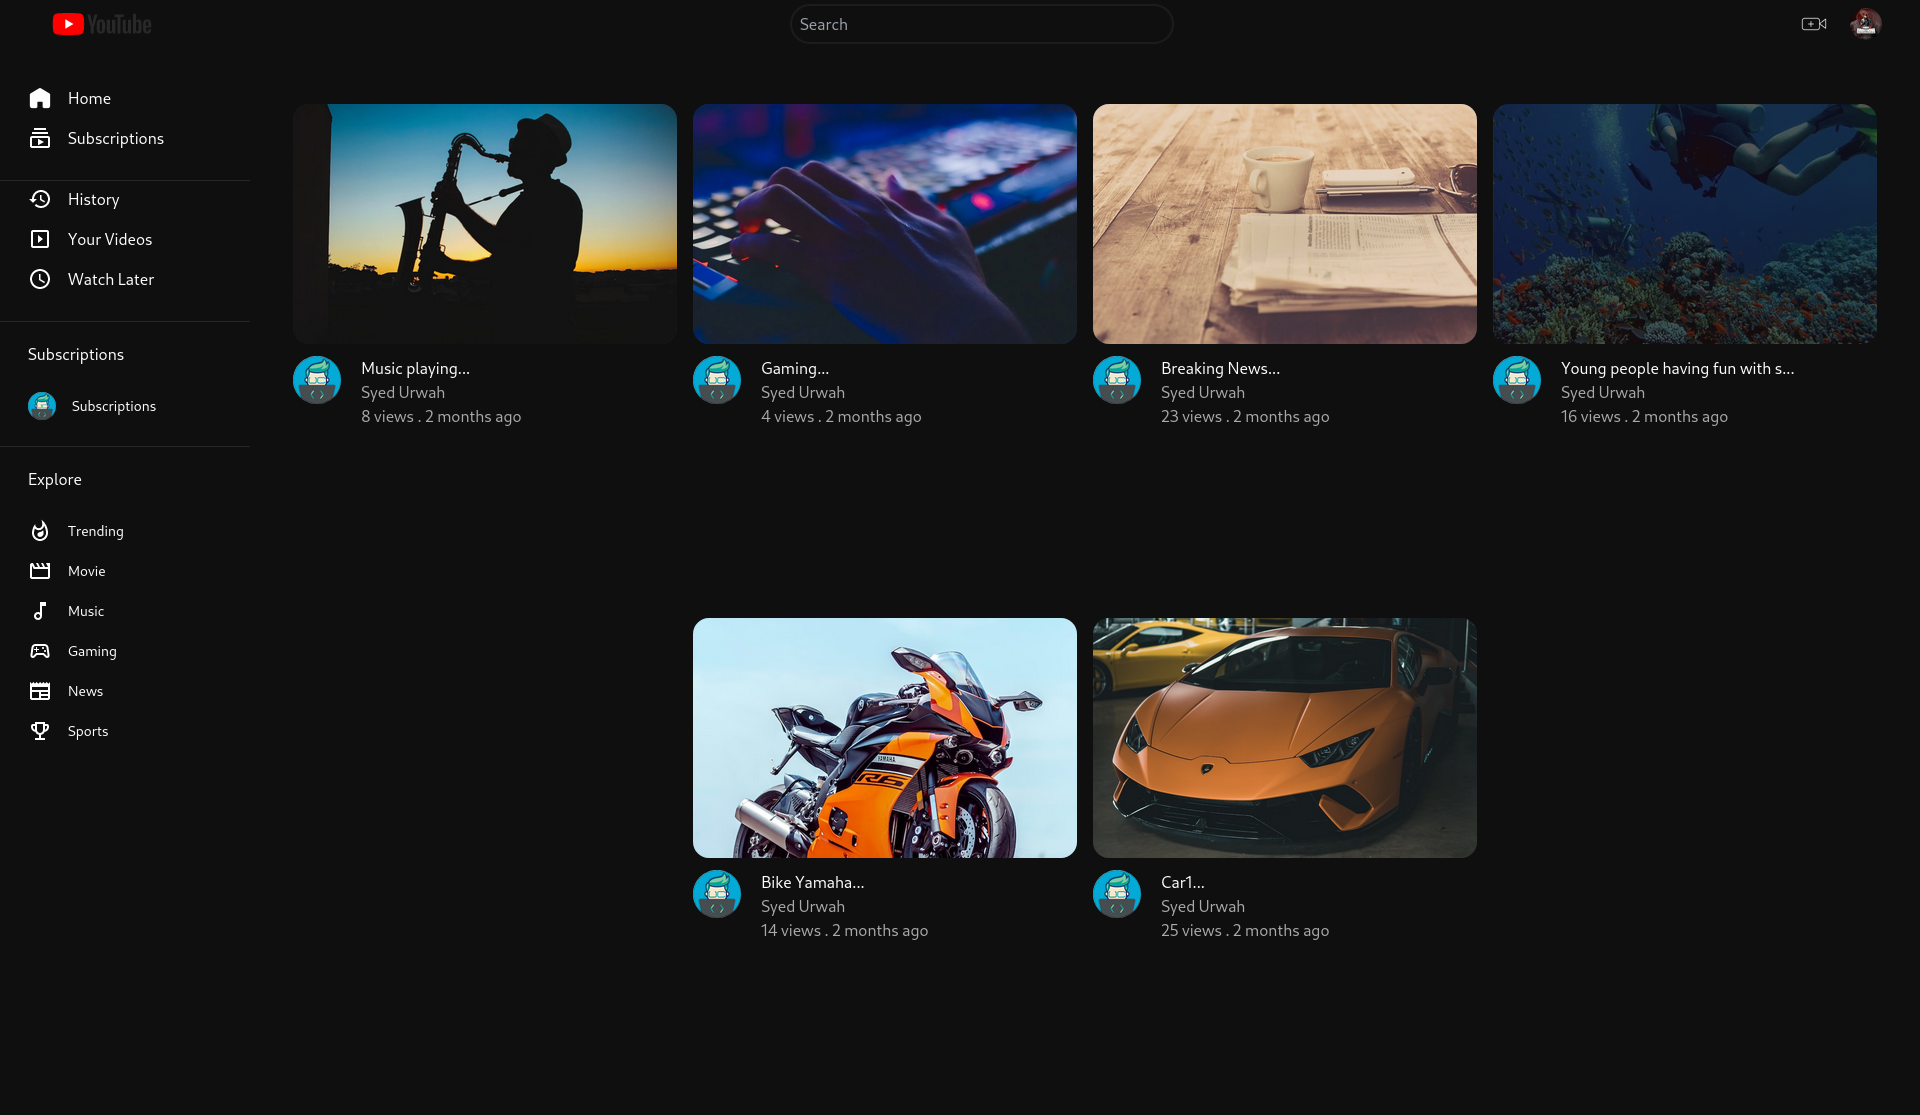 YouTube
Search
Home
Subscriptions
History
Your Videos
Watch Later
Subscriptions
Subscriptions
Explore
Trending
Movie
Music
Gaming
News
Sports
Music playing...
Syed Urwah
8 views . 2 months ago
Gaming...
Syed Urwah
4 views . 2 months ago
Breaking News...
Syed Urwah
23 views . 2 months ago
Young people having fun with s...
Syed Urwah
16 views . 2 months ago
YAMAHA
R6
Bike Yamaha...
Syed Urwah
14 views . 2 months ago
Car1...
Syed Urwah
25 views . 2 months ago